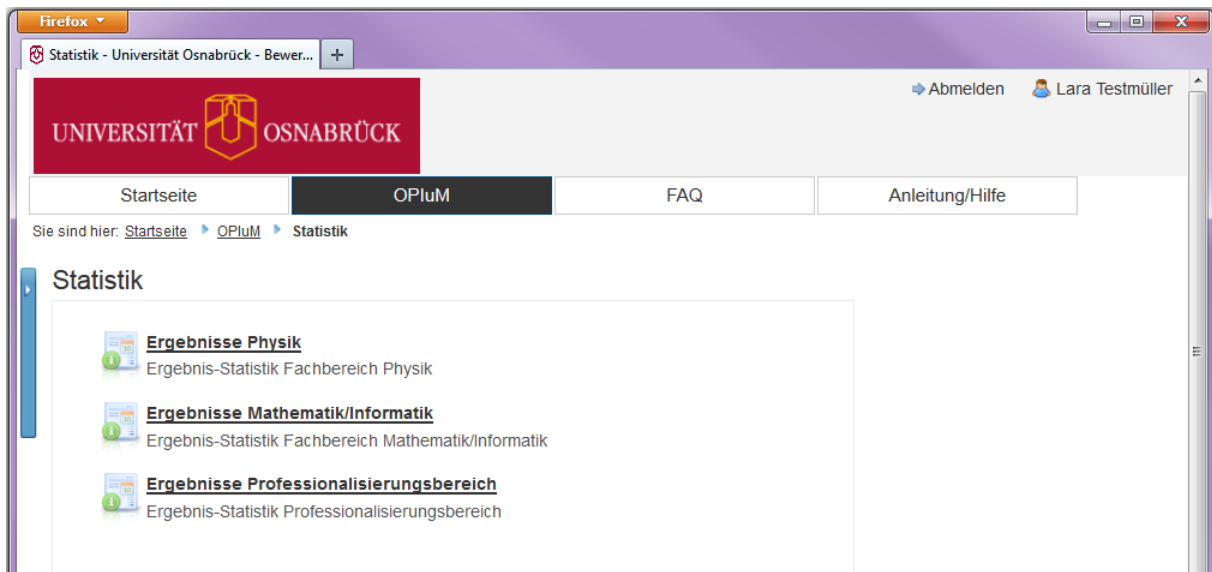 Firefox
Statistik - Universität Osnabrück - Bewer...
UNIVERSITÄT OSNABRÜCK
Abmelden Lara Testmüller
Startseite OPIuM FAQ Anleitung/Hilfe
Sie sind hier: Startseite OPIuM Statistik
Statistik
Ergebnisse Physik
Ergebnis-Statistik Fachbereich Physik
Ergebnisse Mathematik/Informatik
Ergebnis-Statistik Fachbereich Mathematik/Informatik
Ergebnisse Professionalisierungsbereich
Ergebnis-Statistik Professionalisierungsbereich